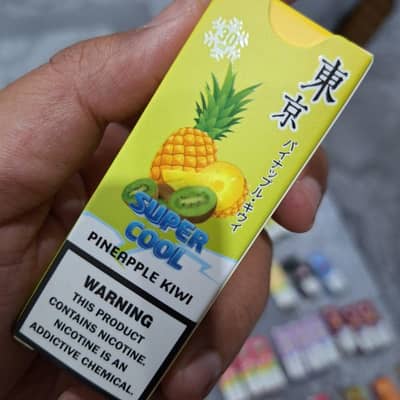 30
東京
パイナップル・キウイ
SUPER
COOL
PINEAPPLE KIWI
WARNING
THIS PRODUCT
CONTAINS NICOTINE.
NICOTINE IS AN
ADDICTIVE CHEMICAL.